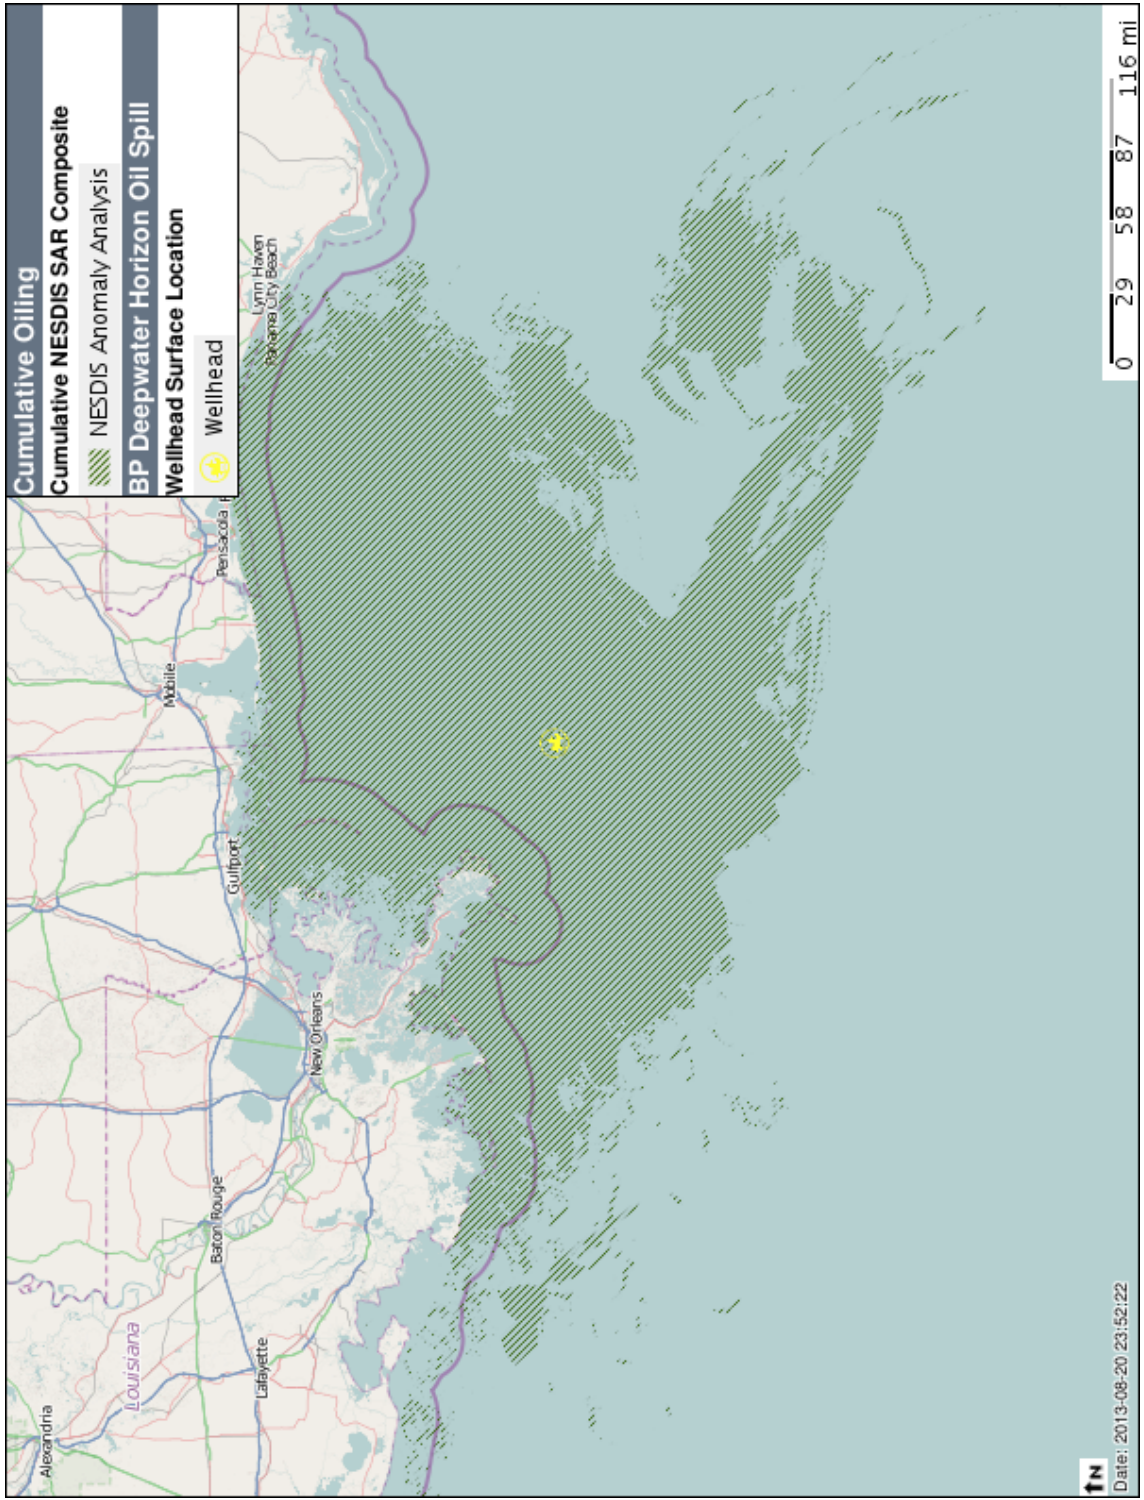 Cumulative Oiling
Cumulative NESDIS SAR Composite
NESDIS Anomaly Analysis
BP Deepwater Horizon Oil Spill
Wellhead Surface Location
Wellhead
Alexandria
Louisiana
Lafayette
Baton Rouge
New Orleans
Gulfport
Mobile
Pensacola
Lynn Haven
Panama City Beach
N
Date: 2013-08-20 23:52:22
0 29 58 87 116 mi